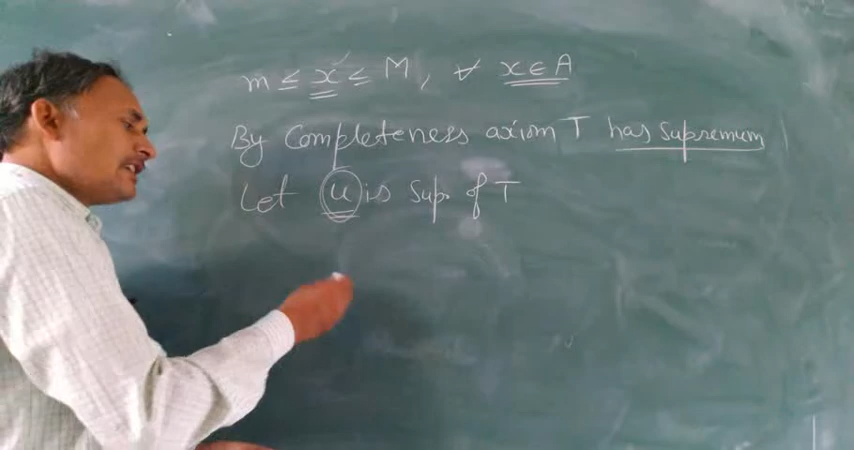 m ≤ x ≤ M, ∀ x ∈ A
By Completeness axiom T has Supremum
Let u is Sup. of T